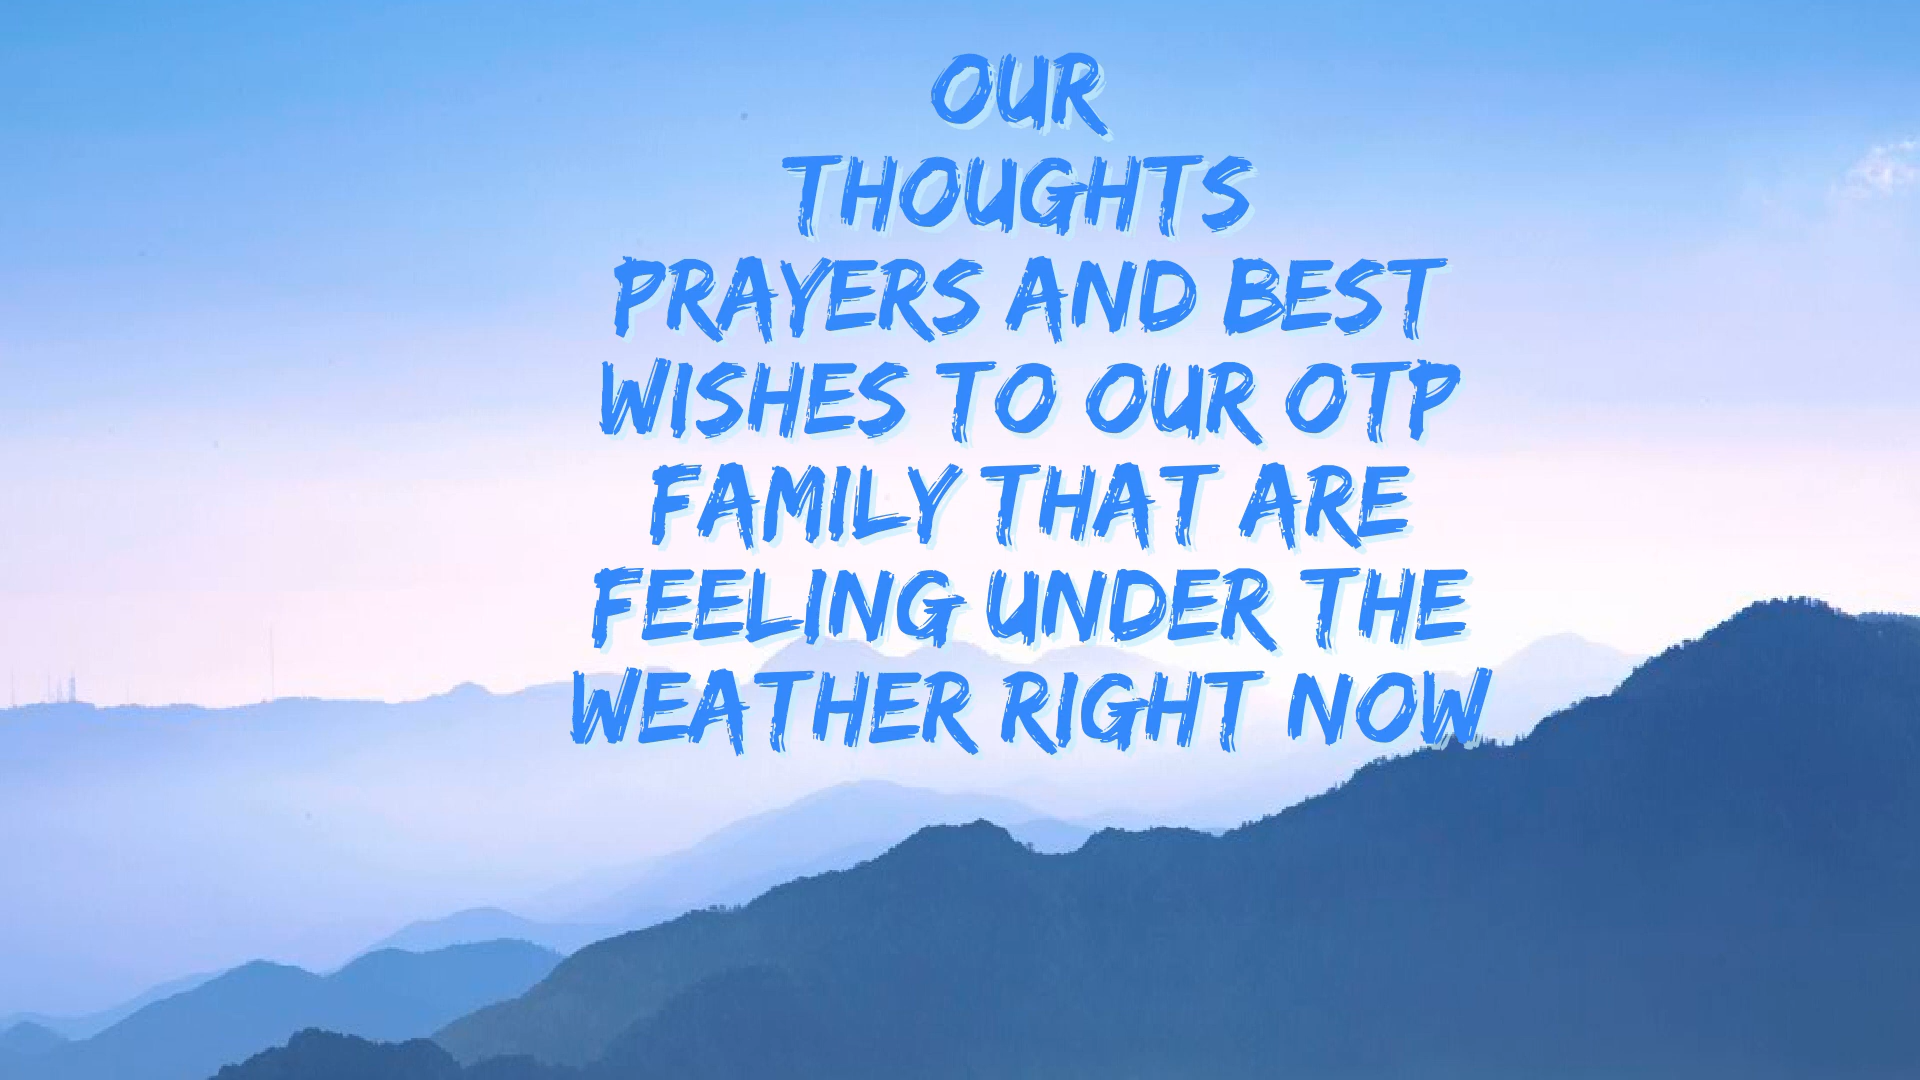 OUR
THOUGHTS
PRAYERS AND BEST
WISHES TO OUR OTP
FAMILY THAT ARE
FEELING UNDER THE
WEATHER RIGHT NOW